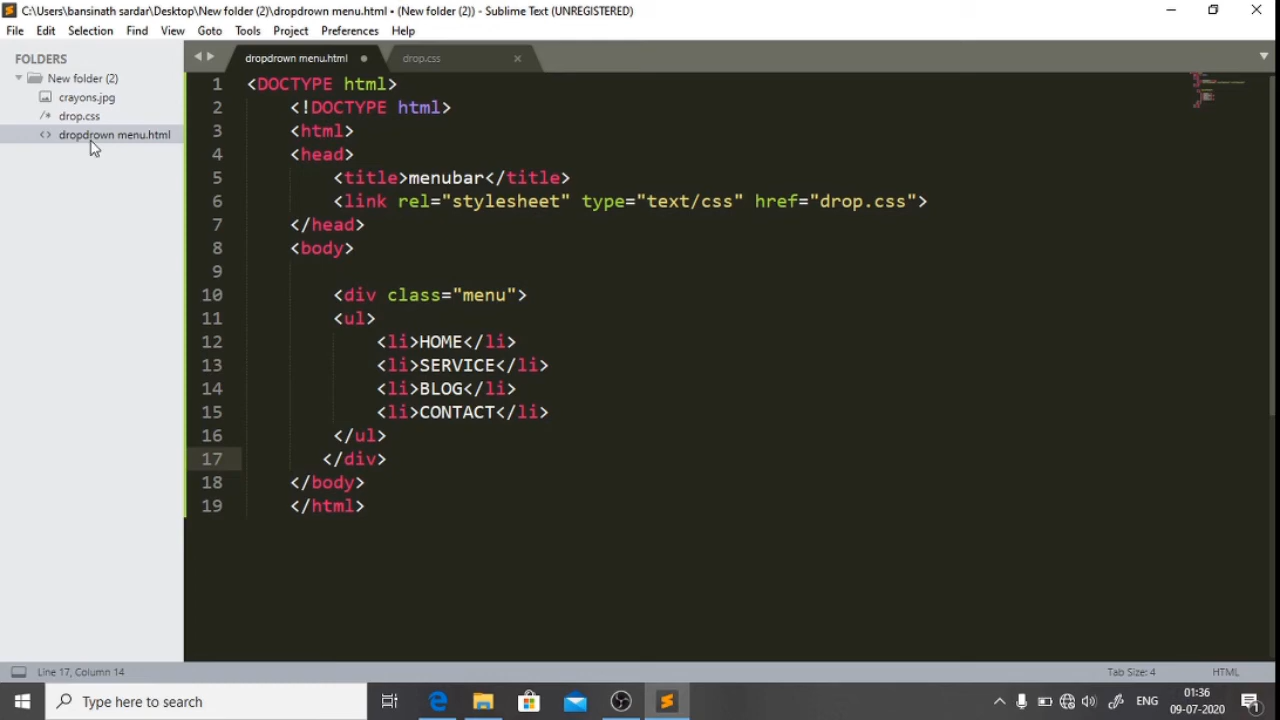 C:\Users\bansinath sardar\Desktop\New folder (2)\dropdrown menu.html • (New folder (2)) - Sublime Text (UNREGISTERED)
File Edit Selection Find View Goto Tools Project Preferences Help
FOLDERS
New folder (2)
crayons.jpg
/* drop.css
<> dropdrown menu.html
dropdrown menu.html
drop.css
1 <DOCTYPE html>
2 <!DOCTYPE html>
3 <html>
4 <head>
5 <title>menubar</title>
6 <link rel="stylesheet" type="text/css" href="drop.css">
7 </head>
8 <body>
9
10 <div class="menu">
11 <ul>
12 <li>HOME</li>
13 <li>SERVICE</li>
14 <li>BLOG</li>
15 <li>CONTACT</li>
16 </ul>
17 </div>
18 </body>
19 </html>
Line 17, Column 14
Tab Size: 4
HTML
Type here to search
ENG
01:36
09-07-2020
1